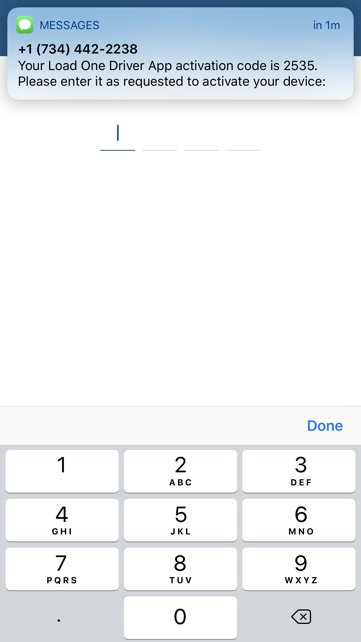 MESSAGES in 1m
+1 (734) 442-2238
Your Load One Driver App activation code is 2535.
Please enter it as requested to activate your device:
Done
1 2 3
ABC DEF
4 5 6
GHI JKL MNO
7 8 9
PQRS TUV WXYZ
. 0